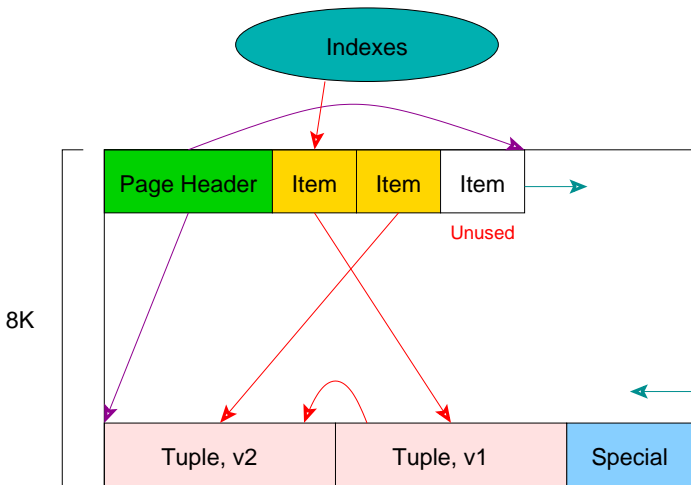 Indexes
Page Header Item Item Item
Unused
8K
Tuple, v2 Tuple, v1 Special